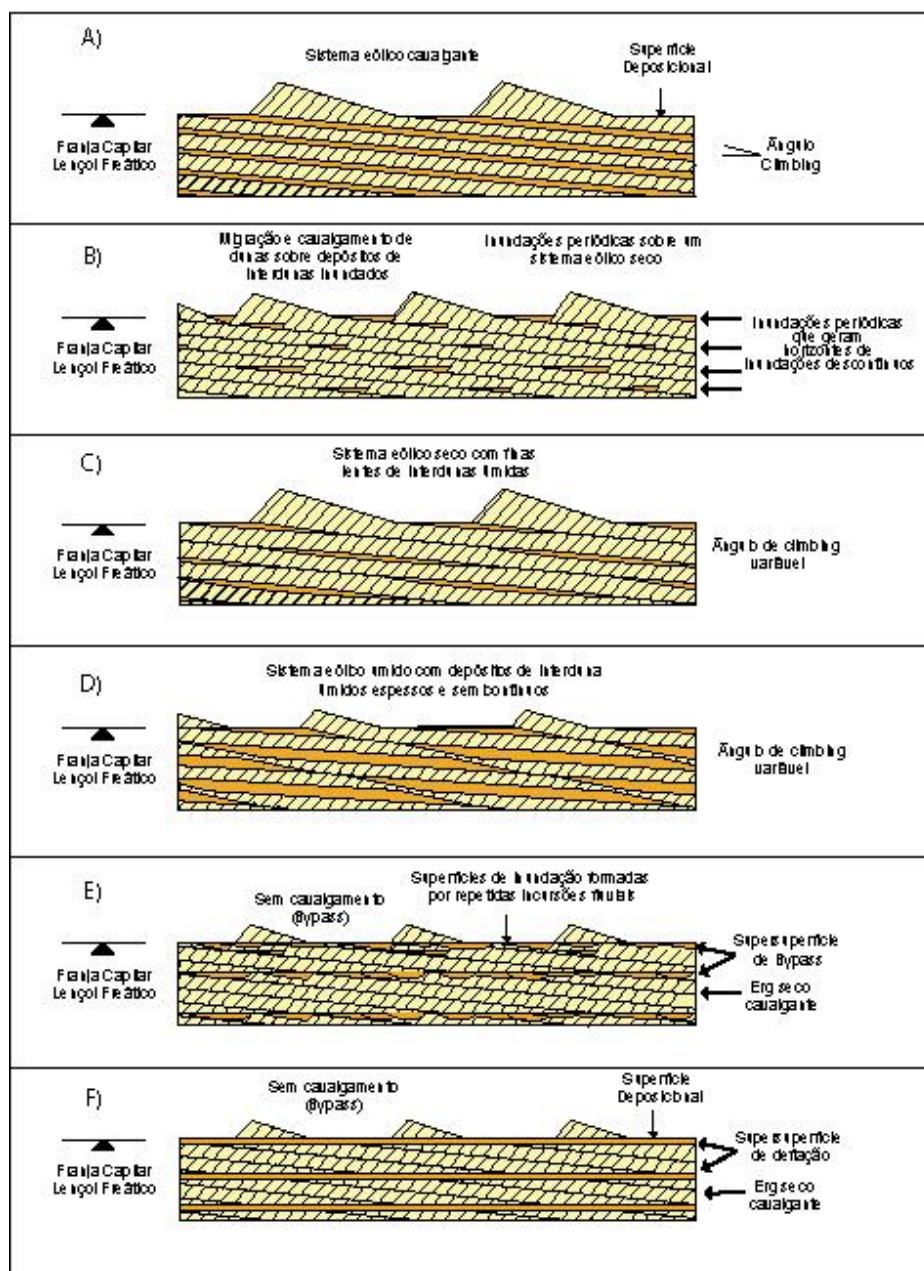 A)
Sistema eólico cavalgante
Superfície
Deposicional
Franja Capilar
Lençol Freático
Ângulo
Climbing
B)
Migração e cavalgamento de
dunas sobre depósitos de
interdunas inundados
Inundações periódicas sobre um
sistema eólico seco
Franja Capilar
Lençol Freático
Inundações periódicas
que geram
horizontes de
inundações descontínuos
C)
Sistema eólico seco com finas
lentes de interdunas úmidas
Franja Capilar
Lençol Freático
Ângulo de climbing
variável
D)
Sistema eólico úmido com depósitos de interduna
úmidos espessos e semicontínuos
Franja Capilar
Lençol Freático
Ângulo de climbing
variável
E)
Sem cavalgamento
(Bypass)
Superfícies de inundação formadas
por repetidas incursões fluviais
Franja Capilar
Lençol Freático
Supersuperfície
de Bypass
Erg seco
cavalgante
F)
Sem cavalgamento
(Bypass)
Superfície
Deposicional
Franja Capilar
Lençol Freático
Supersuperfície
de deflação
Erg seco
cavalgante